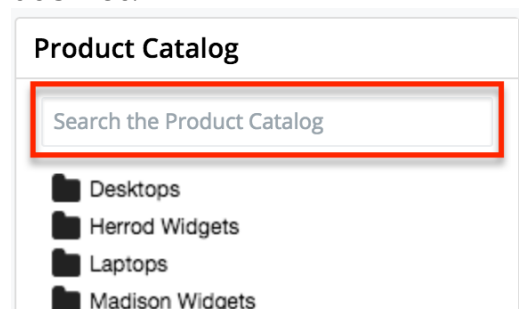 Product Catalog
Search the Product Catalog
Desktops
Herrod Widgets
Laptops
Madison Widgets